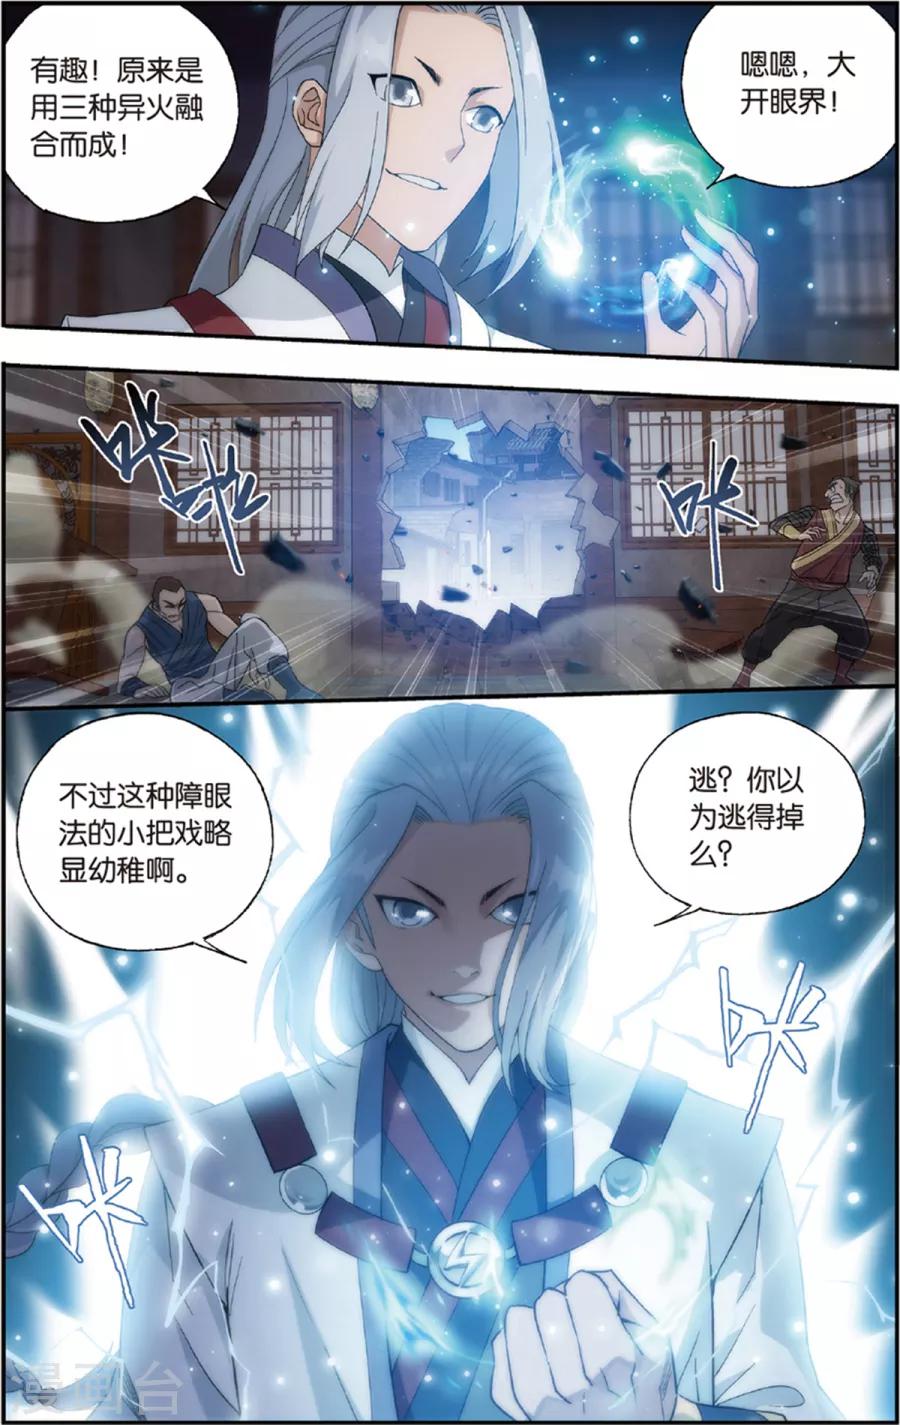 有趣！原来是
用三种异火融
合而成！
嗯嗯，大
开眼界！
咔
啦
咔
不过这种障眼
法的小把戏略
显幼稚啊。
逃？你以
为逃得掉
么？
咔
咔
漫画台